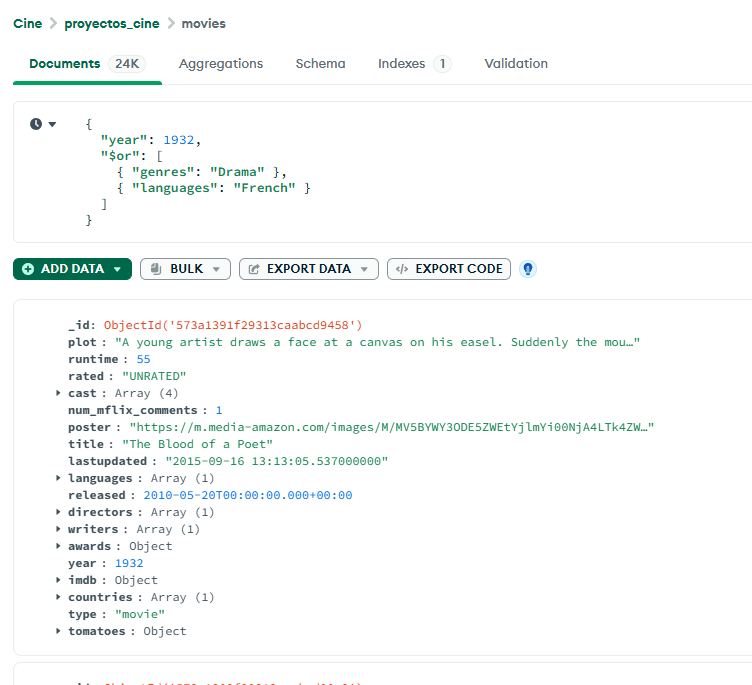 Cine > proyectos_cine > movies
Documents 24K Aggregations Schema Indexes 1 Validation
{
"year": 1932,
"$or": [
{ "genres": "Drama" },
{ "languages": "French" }
]
}
ADD DATA BULK EXPORT DATA EXPORT CODE
_id: ObjectId('573a1391f29313caabcd9458')
plot : "A young artist draws a face at a canvas on his easel. Suddenly the mou…"
runtime : 55
rated : "UNRATED"
cast : Array (4)
num_mflix_comments : 1
poster : "https://m.media-amazon.com/images/M/MV5BYWY3ODE5ZWEtYjlmYi00NjA4LTk4ZW…"
title : "The Blood of a Poet"
lastupdated : "2015-09-16 13:13:05.537000000"
languages : Array (1)
released : 2010-05-20T00:00:00.000+00:00
directors : Array (1)
writers : Array (1)
awards : Object
year : 1932
imdb : Object
countries : Array (1)
type : "movie"
tomatoes : Object